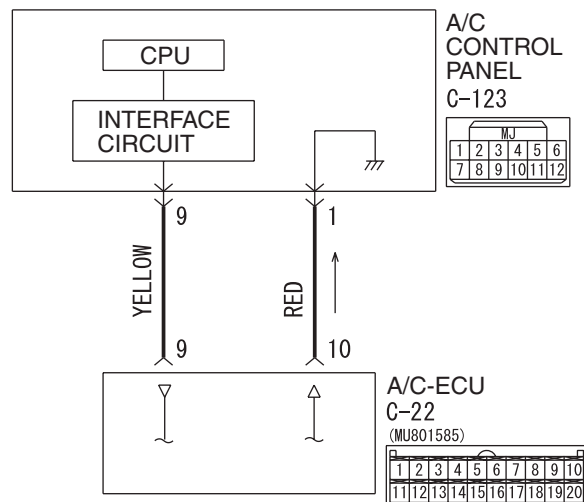 A/C
CONTROL
PANEL
C-123
MJ
1 2 3 4 5 6
7 8 9 10 11 12
CPU
INTERFACE
CIRCUIT
9 1
YELLOW
RED
9 10
A/C-ECU
C-22
(MU801585)
1 2 3 4 5 6 7 8 9 10
11 12 13 14 15 16 17 18 19 20